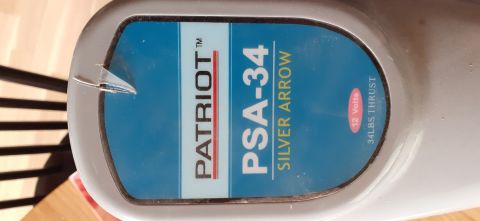 PATRIOT™
PSA-34
SILVER ARROW
12 Volts
34LBS THRUST